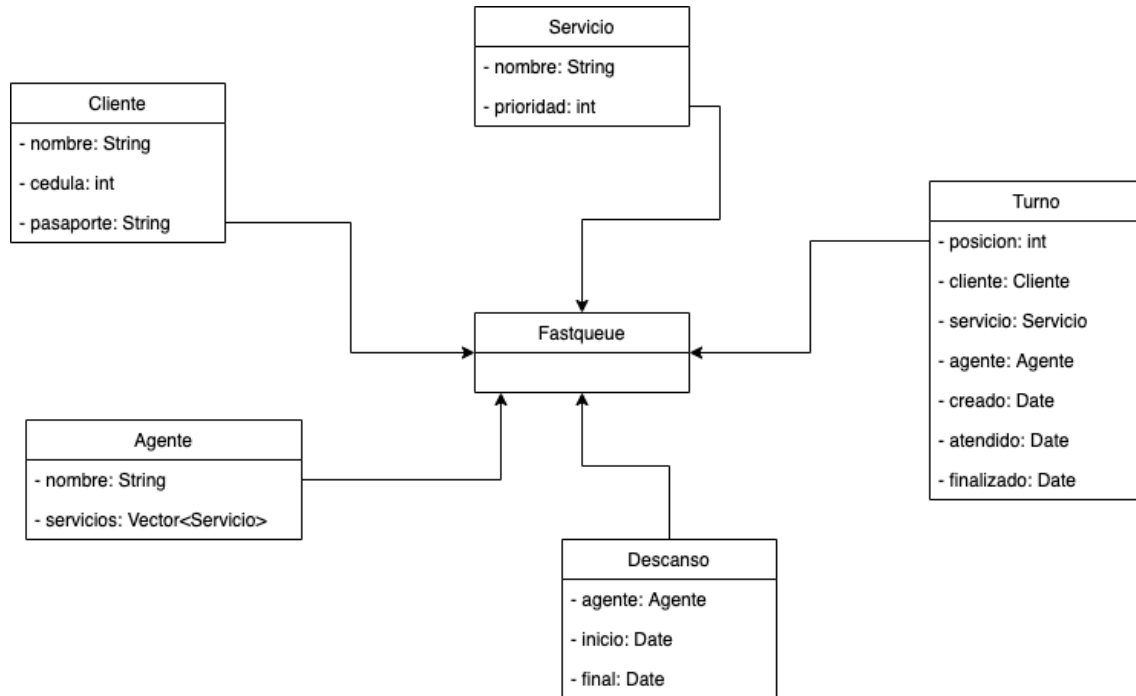 Servicio
- nombre: String
- prioridad: int
Cliente
- nombre: String
- cedula: int
- pasaporte: String
Turno
- posicion: int
- cliente: Cliente
- servicio: Servicio
- agente: Agente
- creado: Date
- atendido: Date
- finalizado: Date
Fastqueue
Agente
- nombre: String
- servicios: Vector<Servicio>
Descanso
- agente: Agente
- inicio: Date
- final: Date